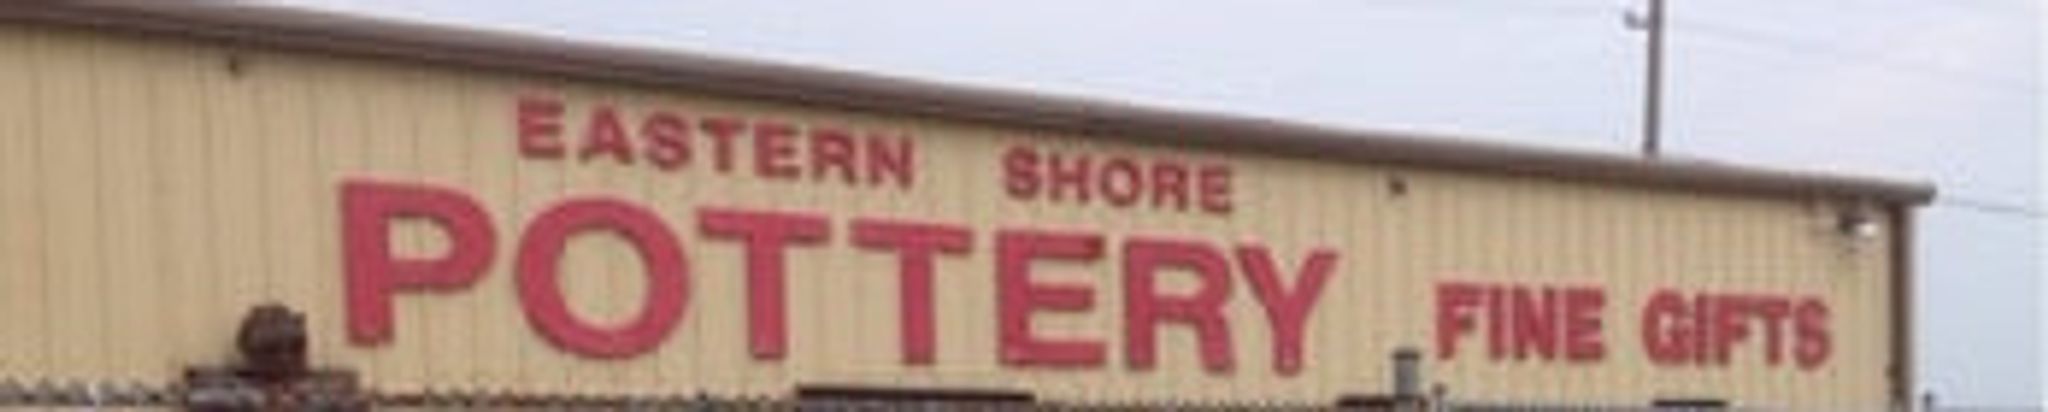 EASTERN SHORE
POTTERY
FINE GIFTS